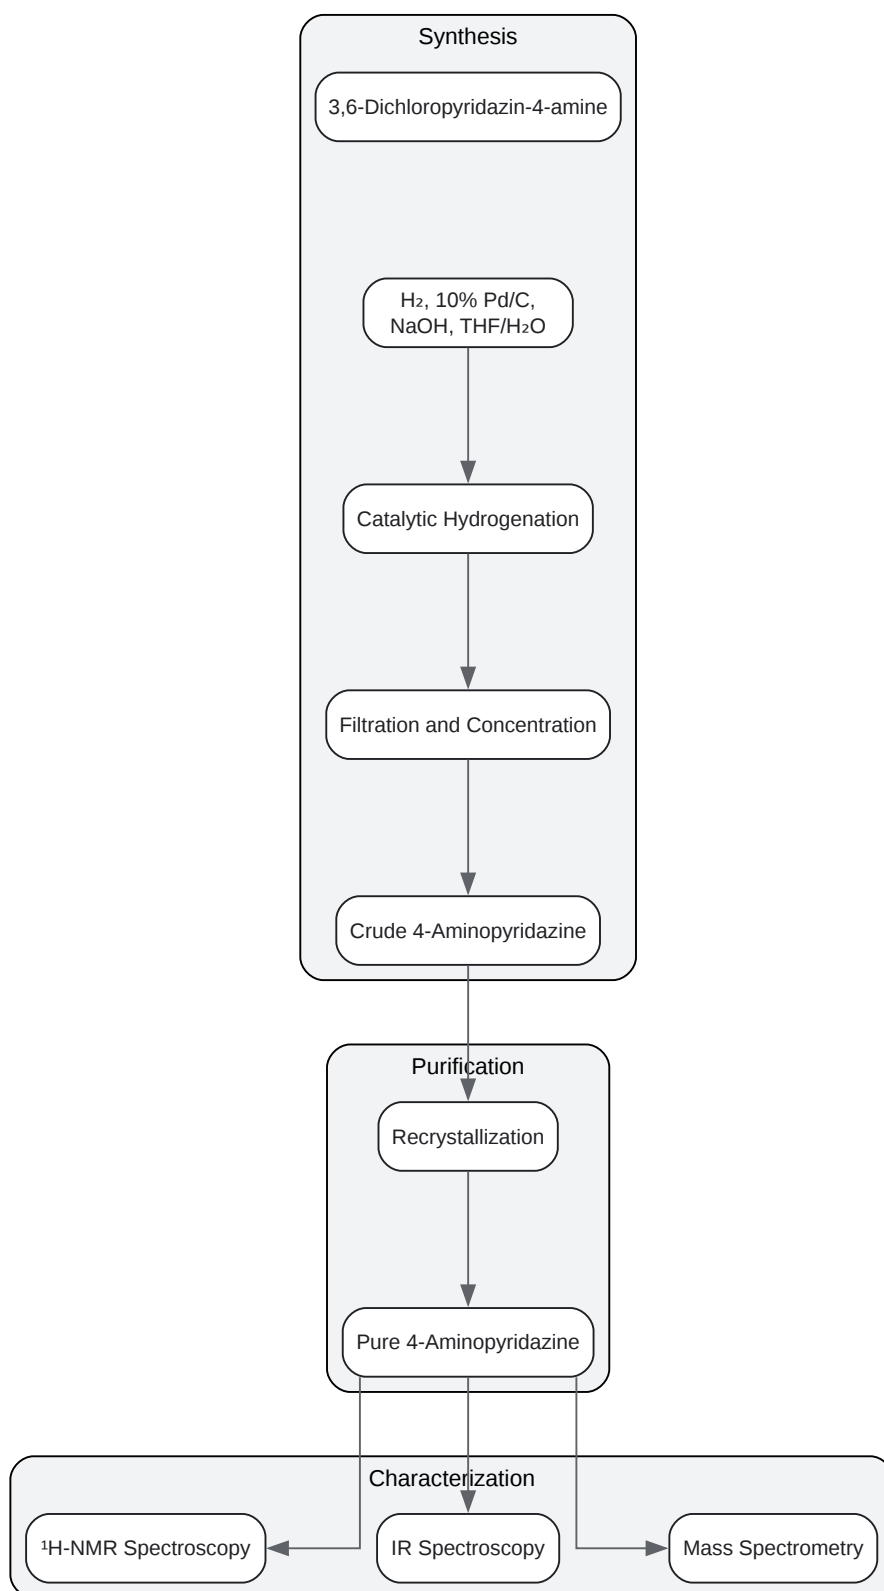 Synthesis
3,6-Dichloropyridazin-4-amine
H₂, 10% Pd/C,
NaOH, THF/H₂O
Catalytic Hydrogenation
Filtration and Concentration
Crude 4-Aminopyridazine
Purification
Recrystallization
Pure 4-Aminopyridazine
Characterization
¹H-NMR Spectroscopy
IR Spectroscopy
Mass Spectrometry